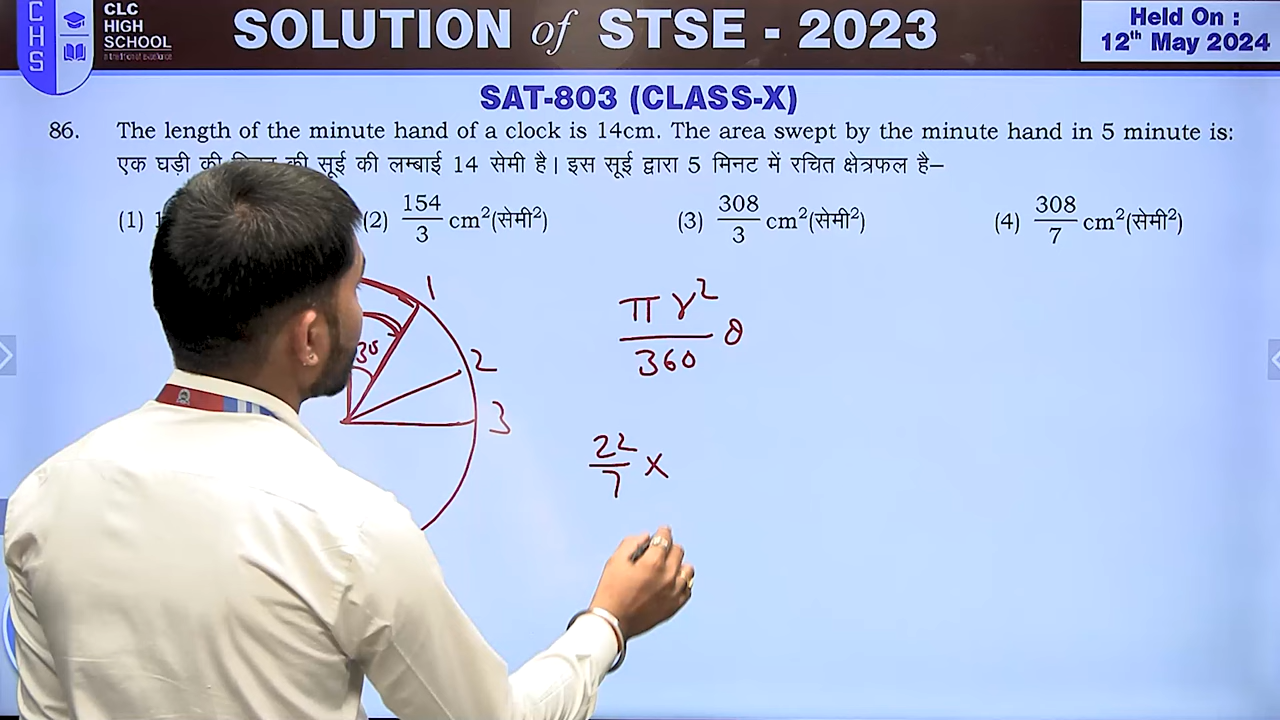 CHS
CLC
HIGH
SCHOOL
SOLUTION of STSE - 2023
Held On :
12th May 2024
SAT-803 (CLASS-X)
86. The length of the minute hand of a clock is 14cm. The area swept by the minute hand in 5 minute is:
एक घड़ी की की सूई की लम्बाई 14 सेमी है। इस सूई द्वारा 5 मिनट में रचित क्षेत्रफल है–
(1) (2) 154/3 cm²(सेमी²) (3) 308/3 cm²(सेमी²) (4) 308/7 cm²(सेमी²)
1
30
2
3
π r²/360 θ
22/7 x